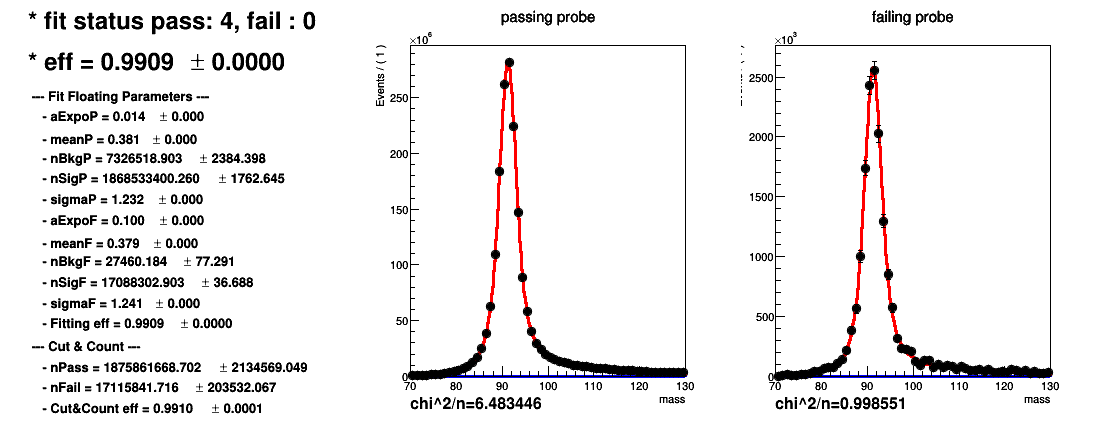 * fit status pass: 4, fail : 0
* eff = 0.9909 ± 0.0000
--- Fit Floating Parameters ---
- aExpoP = 0.014 ± 0.000
- meanP = 0.381 ± 0.000
- nBkgP = 7326518.903 ± 2384.398
- nSigP = 1868533400.260 ± 1762.645
- sigmaP = 1.232 ± 0.000
- aExpoF = 0.100 ± 0.000
- meanF = 0.379 ± 0.000
- nBkgF = 27460.184 ± 77.291
- nSigF = 17088302.903 ± 36.688
- sigmaF = 1.241 ± 0.000
- Fitting eff = 0.9909 ± 0.0000
--- Cut & Count ---
- nPass = 1875861668.702 ± 2134569.049
- nFail = 17115841.716 ± 203532.067
- Cut&Count eff = 0.9910 ± 0.0001
passing probe
×10^6
Events / ( 1 )
250
200
150
100
50
0
70 80 90 100 110 120 130
mass
chi^2/n=6.483446
failing probe
×10^3
2500
2000
1500
1000
500
0
70 80 90 100 110 120 130
mass
chi^2/n=0.998551